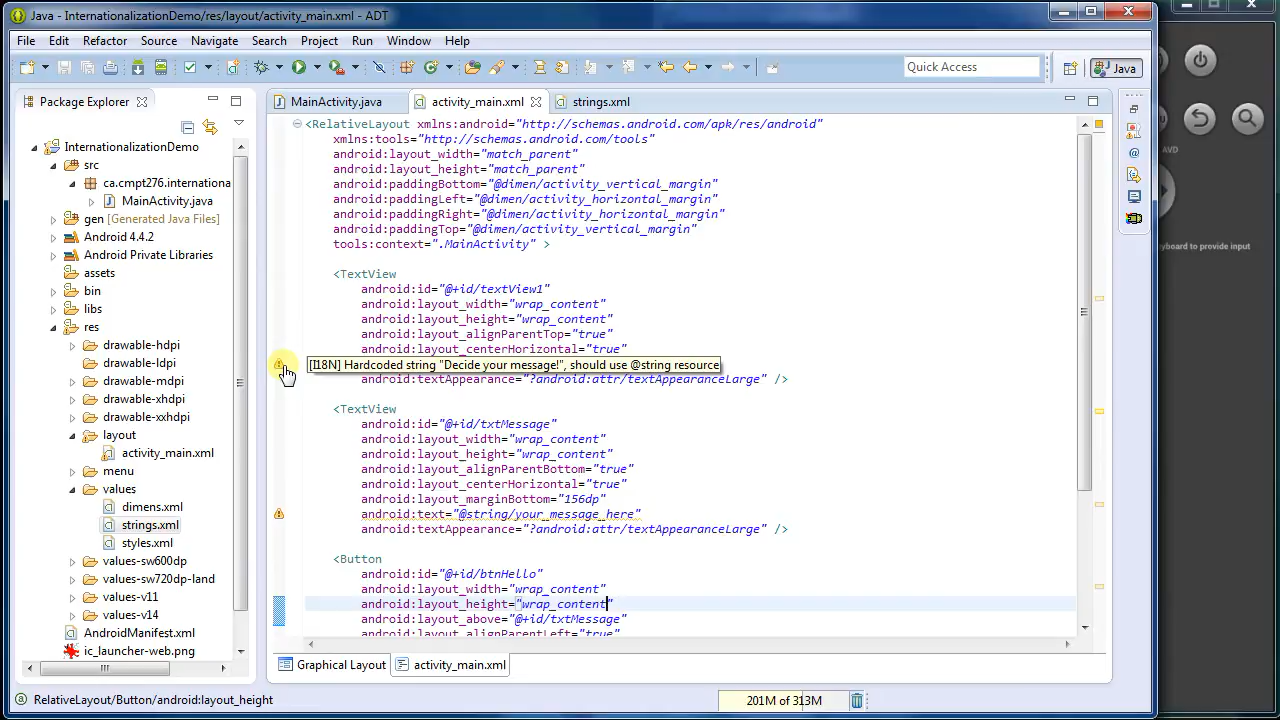 Java - InternationalizationDemo/res/layout/activity_main.xml - ADT
File Edit Refactor Source Navigate Search Project Run Window Help
Quick Access
Java
Package Explorer
MainActivity.java
activity_main.xml
strings.xml
InternationalizationDemo
src
ca.cmpt276.internationa
MainActivity.java
gen [Generated Java Files]
Android 4.4.2
Android Private Libraries
assets
bin
libs
res
drawable-hdpi
drawable-ldpi
drawable-mdpi
drawable-xhdpi
drawable-xxhdpi
layout
activity_main.xml
menu
values
dimens.xml
strings.xml
styles.xml
values-sw600dp
values-sw720dp-land
values-v11
values-v14
AndroidManifest.xml
ic_launcher-web.png
<RelativeLayout xmlns:android="http://schemas.android.com/apk/res/android"
xmlns:tools="http://schemas.android.com/tools"
android:layout_width="match_parent"
android:layout_height="match_parent"
android:paddingBottom="@dimen/activity_vertical_margin"
android:paddingLeft="@dimen/activity_horizontal_margin"
android:paddingRight="@dimen/activity_horizontal_margin"
android:paddingTop="@dimen/activity_vertical_margin"
tools:context=".MainActivity" >
<TextView
android:id="@+id/textView1"
android:layout_width="wrap_content"
android:layout_height="wrap_content"
android:layout_alignParentTop="true"
android:layout_centerHorizontal="true"
[I18N] Hardcoded string "Decide your message!", should use @string resource
android:textAppearance="?android:attr/textAppearanceLarge" />
<TextView
android:id="@+id/txtMessage"
android:layout_width="wrap_content"
android:layout_height="wrap_content"
android:layout_alignParentBottom="true"
android:layout_centerHorizontal="true"
android:layout_marginBottom="156dp"
android:text="@string/your_message_here"
android:textAppearance="?android:attr/textAppearanceLarge" />
<Button
android:id="@+id/btnHello"
android:layout_width="wrap_content"
android:layout_height="wrap_content"
android:layout_above="@+id/txtMessage"
android:layout_alignParentLeft="true"
Graphical Layout
activity_main.xml
RelativeLayout/Button/android:layout_height
201M of 313M
AVD
yboard to provide input